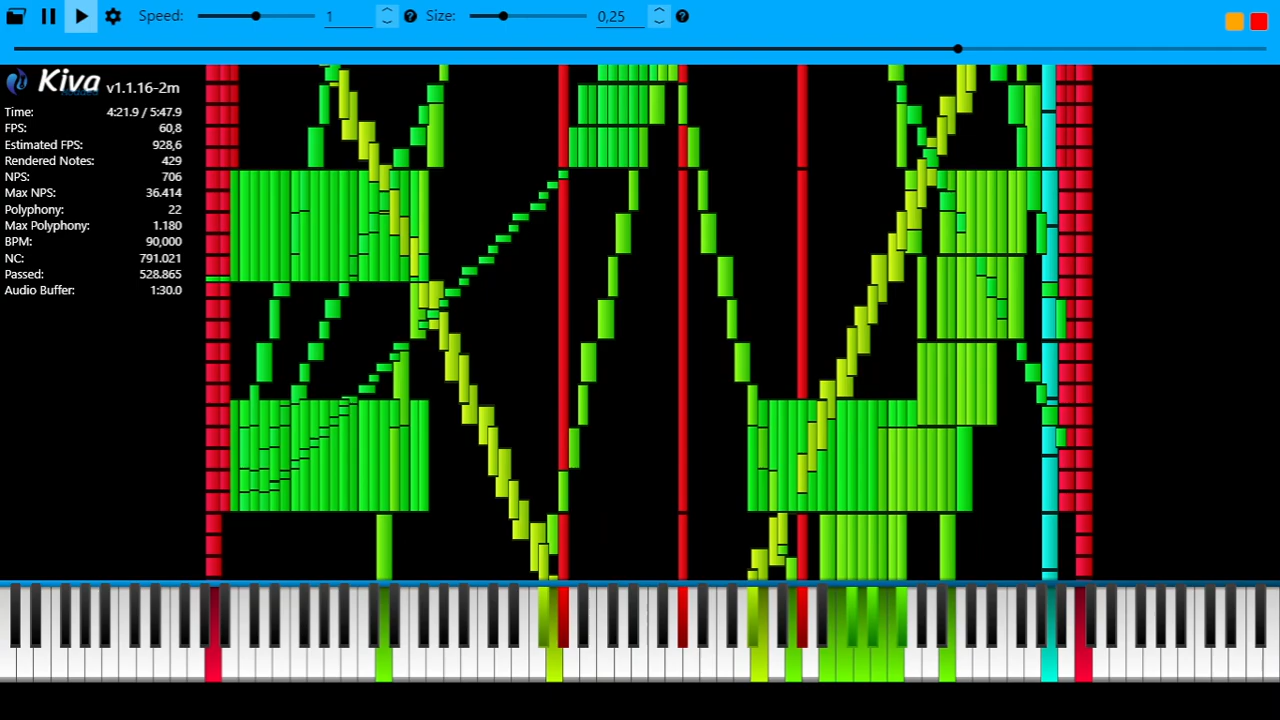 Speed: 1 ? Size: 0,25 ?
Kiva v1.1.16-2m
Time: 4:21.9 / 5:47.9
FPS: 60,8
Estimated FPS: 928,6
Rendered Notes: 429
NPS: 706
Max NPS: 36.414
Polyphony: 22
Max Polyphony: 1.180
BPM: 90,000
NC: 791.021
Passed: 528.865
Audio Buffer: 1:30.0